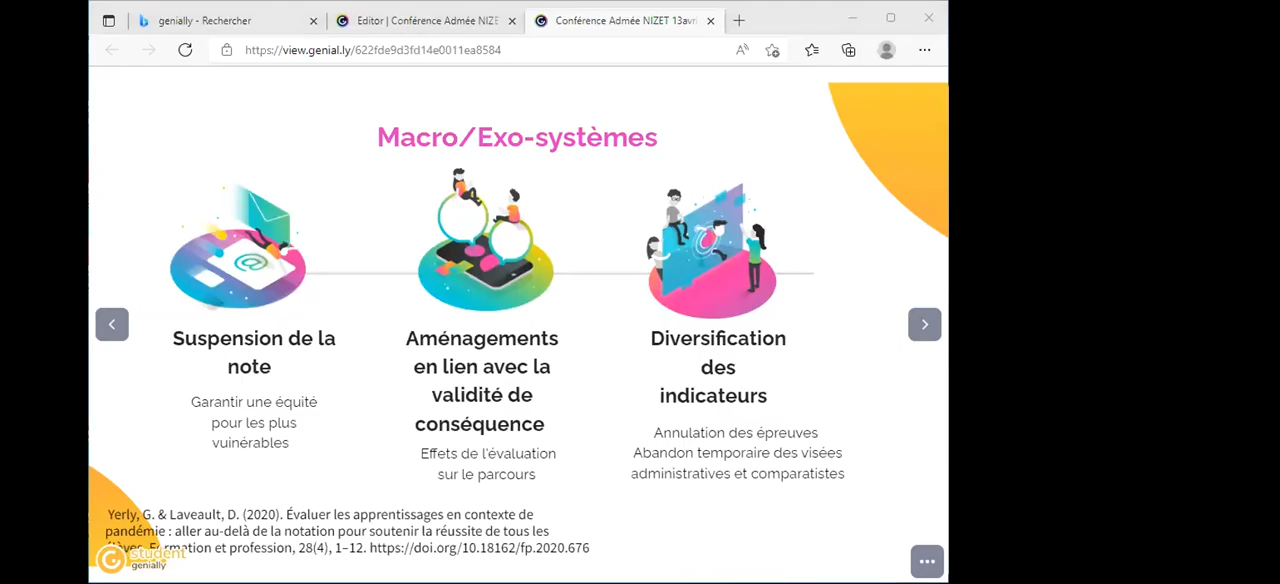 genially - Rechercher
Editor | Conférence Admée NIZE
Conférence Admée NIZET 13avri
https://view.genial.ly/622fde9d3fd14e0011ea8584
Macro/Exo-systèmes
@
Suspension de la
note
Garantir une équité
pour les plus
vulnérables
Aménagements
en lien avec la
validité de
conséquence
Effets de l'évaluation
sur le parcours
Diversification
des
indicateurs
Annulation des épreuves
Abandon temporaire des visées
administratives et comparatistes
Yerly, G. & Laveault, D. (2020). Évaluer les apprentissages en contexte de
pandémie : aller au-delà de la notation pour soutenir la réussite de tous les
élèves. Formation et profession, 28(4), 1–12. https://doi.org/10.18162/fp.2020.676
student
genially